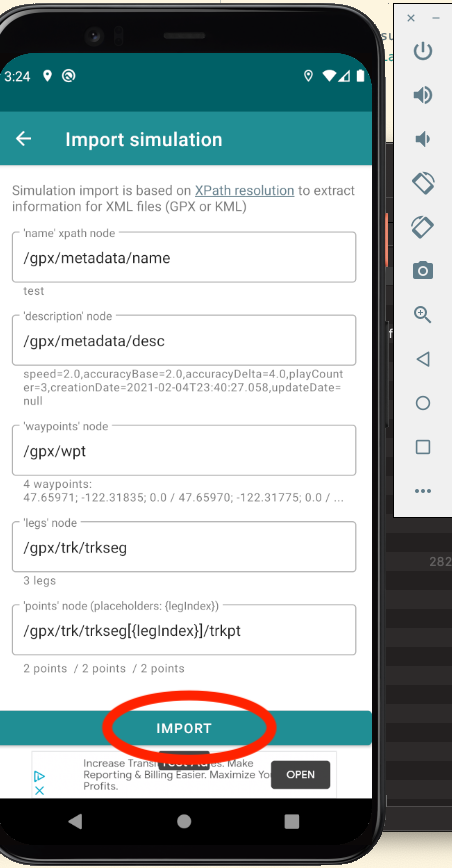 3:24
Import simulation
Simulation import is based on XPath resolution to extract
information for XML files (GPX or KML)
'name' xpath node
/gpx/metadata/name
test
'description' node
/gpx/metadata/desc
speed=2.0,accuracyBase=2.0,accuracyDelta=4.0,playCount
er=3,creationDate=2021-02-04T23:40:27.058,updateDate=
null
'waypoints' node
/gpx/wpt
4 waypoints:
47.65971; -122.31835; 0.0 / 47.65970; -122.31775; 0.0 / ...
'legs' node
/gpx/trk/trkseg
3 legs
'points' node (placeholders: {legIndex})
/gpx/trk/trkseg[{legIndex}]/trkpt
2 points / 2 points / 2 points
IMPORT
Increase es. Make
Reporting & Billing Easier. Maximize
Profits.
OPEN
282